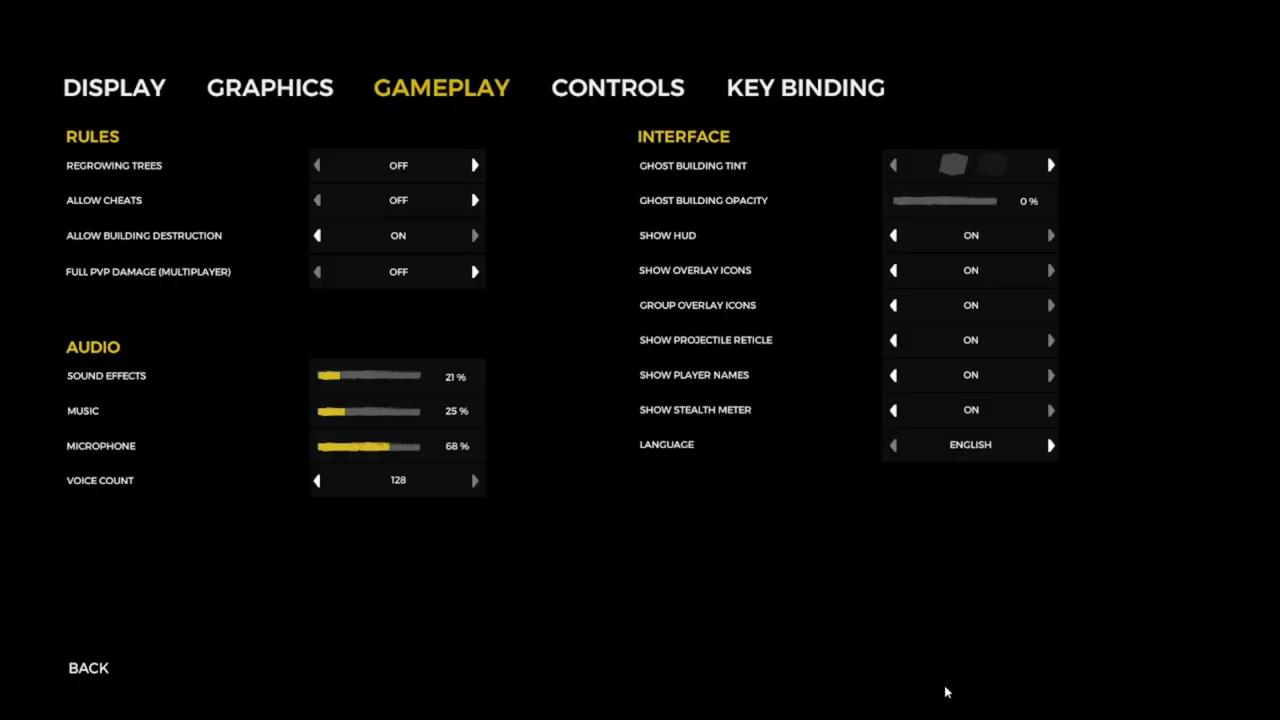 DISPLAY GRAPHICS GAMEPLAY CONTROLS KEY BINDING
RULES
REGROWING TREES OFF
ALLOW CHEATS OFF
ALLOW BUILDING DESTRUCTION ON
FULL PVP DAMAGE (MULTIPLAYER) OFF
AUDIO
SOUND EFFECTS 21 %
MUSIC 25 %
MICROPHONE 68 %
VOICE COUNT 128
INTERFACE
GHOST BUILDING TINT
GHOST BUILDING OPACITY 0 %
SHOW HUD ON
SHOW OVERLAY ICONS ON
GROUP OVERLAY ICONS ON
SHOW PROJECTILE RETICLE ON
SHOW PLAYER NAMES ON
SHOW STEALTH METER ON
LANGUAGE ENGLISH
BACK